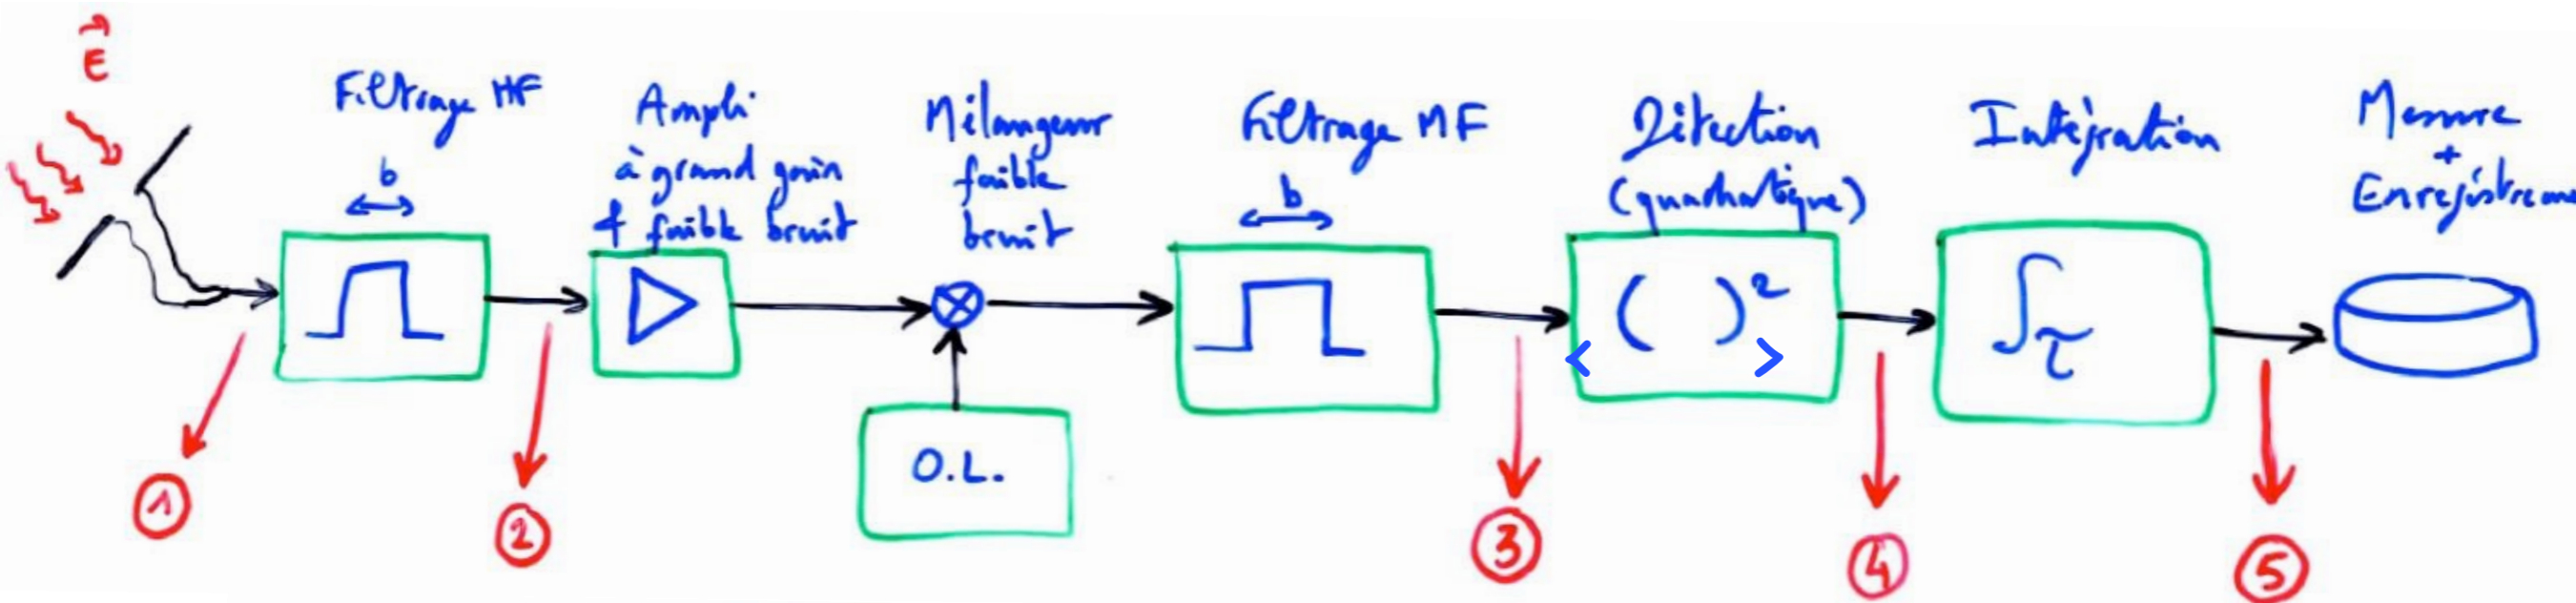 E
Filtrage HF
b
Ampli
à grand gain
+ faible bruit
Mélangeur
faible
bruit
O.L.
Filtrage MF
b
Détection
(quadratique)
< ( )² >
Intégration
∫τ
Mesure
+
Enregistrem
1
2
3
4
5